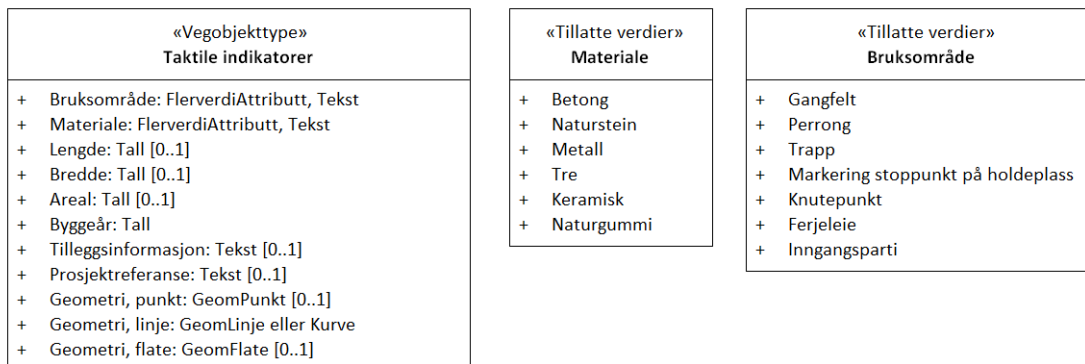 «Vegobjekttype»
Taktile indikatorer
+ Bruksområde: FlerverdiAttributt, Tekst
+ Materiale: FlerverdiAttributt, Tekst
+ Lengde: Tall [0..1]
+ Bredde: Tall [0..1]
+ Areal: Tall [0..1]
+ Byggeår: Tall
+ Tilleggsinformasjon: Tekst [0..1]
+ Prosjektreferanse: Tekst [0..1]
+ Geometri, punkt: GeomPunkt [0..1]
+ Geometri, linje: GeomLinje eller Kurve
+ Geometri, flate: GeomFlate [0..1]
«Tillatte verdier»
Materiale
+ Betong
+ Naturstein
+ Metall
+ Tre
+ Keramisk
+ Naturgummi
«Tillatte verdier»
Bruksområde
+ Gangfelt
+ Perrong
+ Trapp
+ Markering stoppunkt på holdeplass
+ Knutepunkt
+ Ferjeleie
+ Inngangsparti